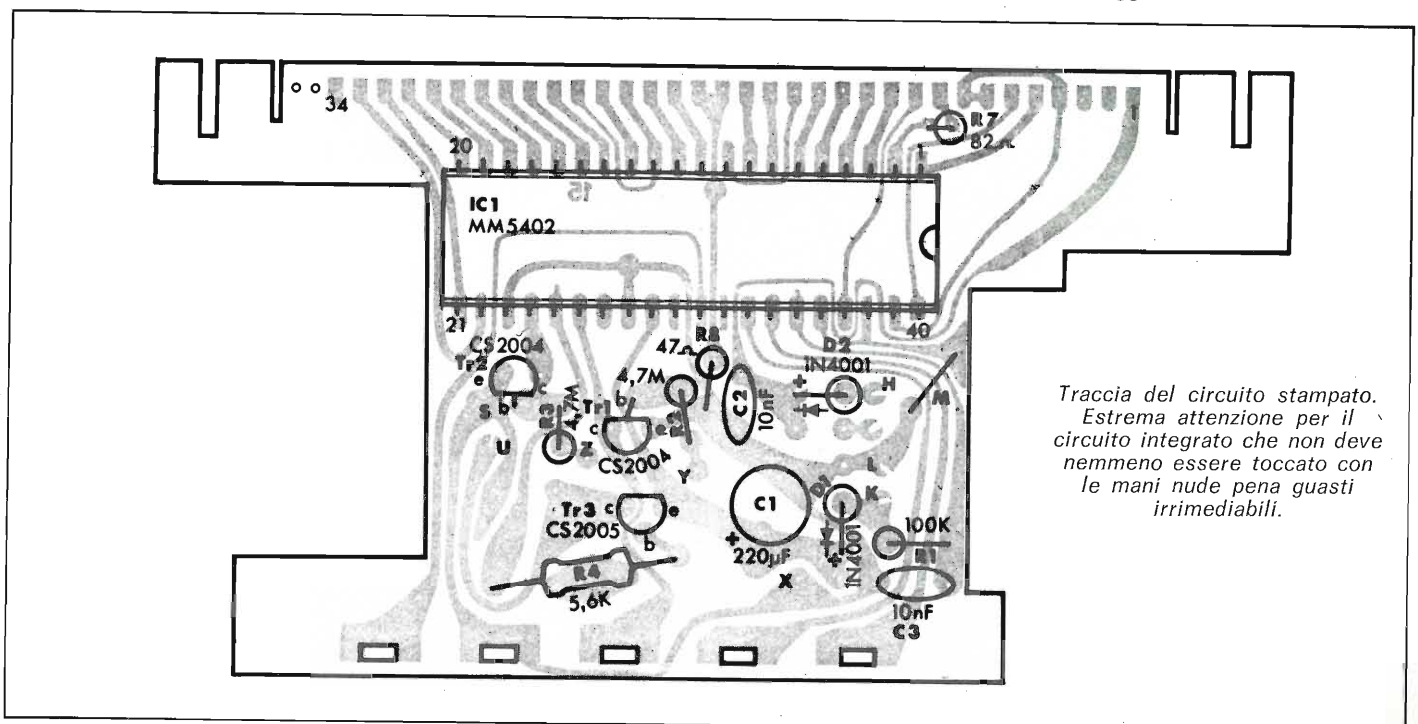 34
1
R7
82Ω
20
1
15
IC1
MM5402
21
40
CS2004
Tr2
e
c
b
S
U
R3
4,7M
Z
47Ω
R8
4,7M
R2
Tr1
b
c
e
CS2004
Y
C2
10nF
D2
1N4001
+
H
M
L
K
D1
1N4001
+
C1
+
220µF
X
Tr3
c
e
CS2005
b
R4
5,6K
100K
R1
10nF
C3
Traccia del circuito stampato.
Estrema attenzione per il
circuito integrato che non deve
nemmeno essere toccato con
le mani nude pena guasti
irrimediabili.